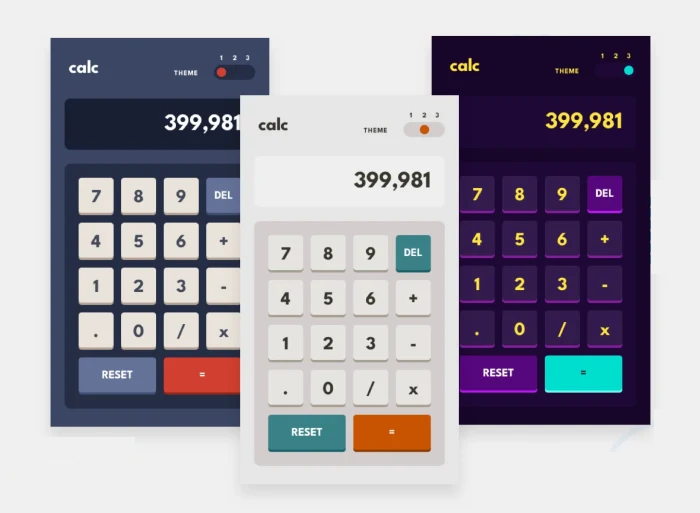 1 2 3
calc
THEME
399,981
7 8 9 DEL
4 5 6 +
1 2 3 -
. 0 / x
RESET =
1 2 3
calc
THEME
399,981
7 8 9 DEL
4 5 6 +
1 2 3 -
. 0 / x
RESET =
1 2 3
calc
THEME
399,981
7 8 9 DEL
4 5 6 +
1 2 3 -
. 0 / x
RESET =